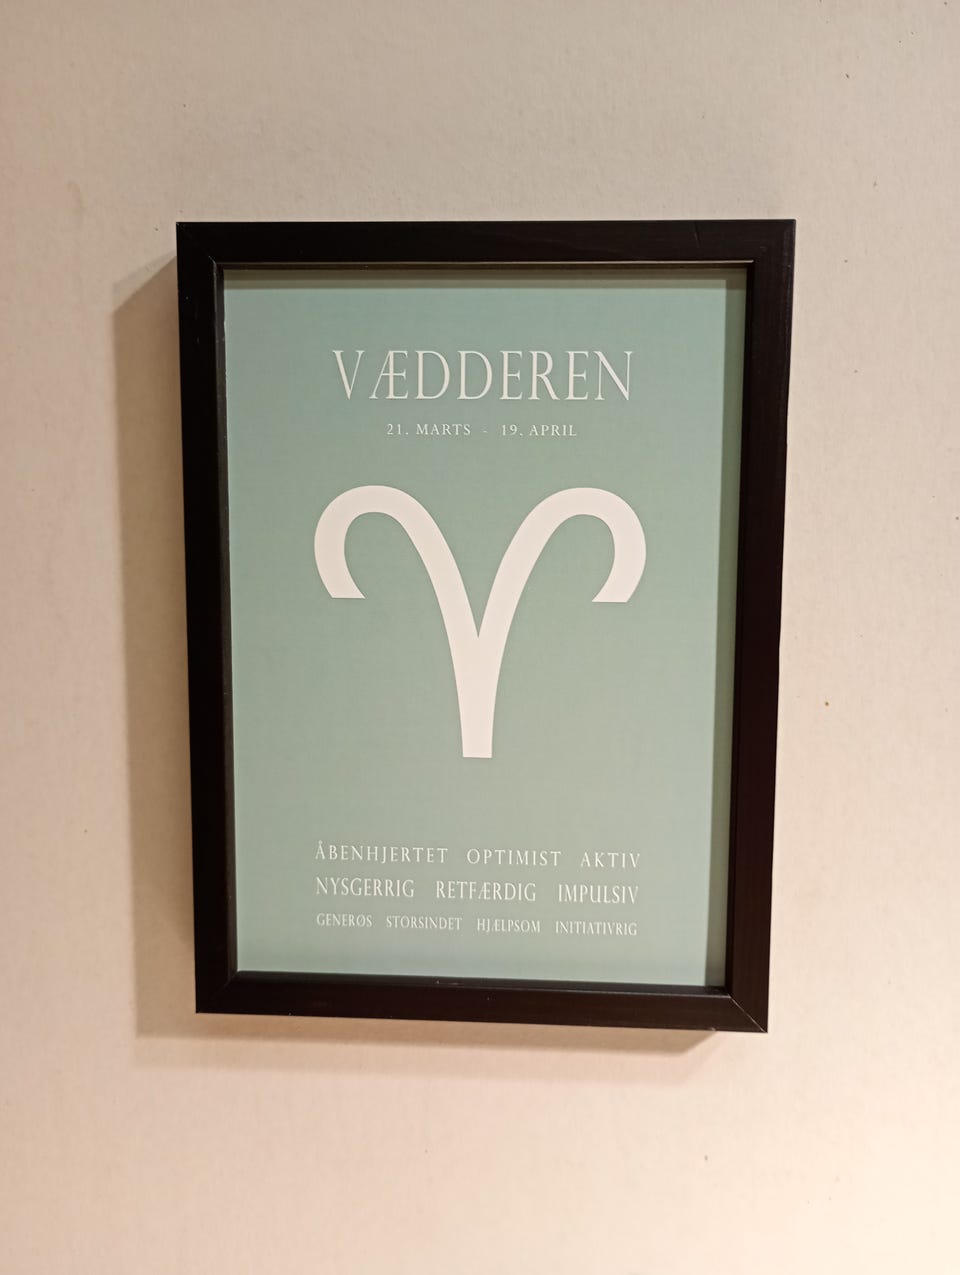 VÆDDEREN
21. MARTS - 19. APRIL
ÅBENHJERTET OPTIMIST AKTIV
NYSGERRIG RETFÆRDIG IMPULSIV
GENERØS STORSINDET HJÆLPSOM INITIATIVRIG